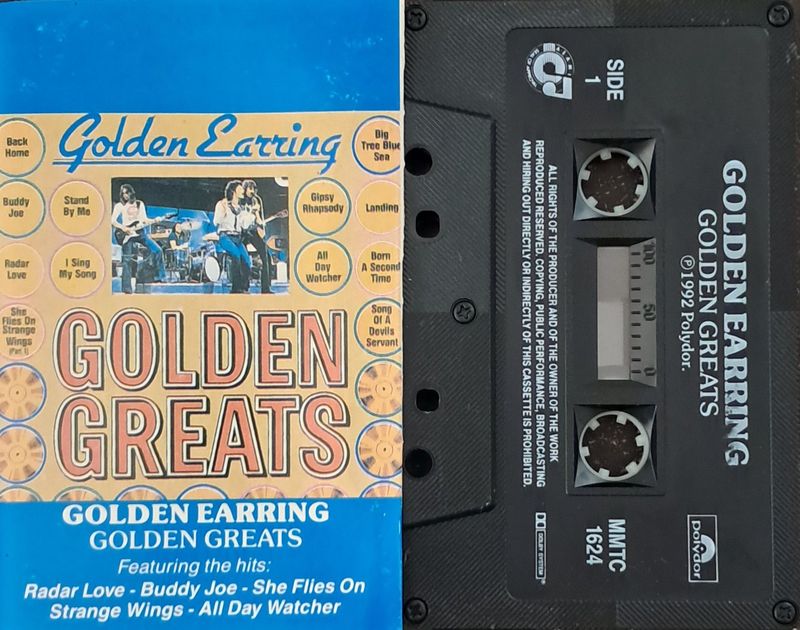 Golden Earring
Back
Home
Big
Tree Blue
Sea
Buddy
Joe
Stand
By Me
Gipsy
Rhapsody
Landing
Radar
Love
I Sing
My Song
All
Day
Watcher
Born
A Second
Time
She
Flies On
Strange
Wings
(Part 1)
Song
Of A
Devils
Servant
GOLDEN
GREATS
GOLDEN EARRING
GOLDEN GREATS
Featuring the hits:
Radar Love - Buddy Joe - She Flies On
Strange Wings - All Day Watcher
SIDE
1
GOLDEN EARRING
GOLDEN GREATS
℗ 1992 Polydor.
100 50 0
ALL RIGHTS OF THE PRODUCER AND OF THE OWNER OF THE WORK
REPRODUCED RESERVED. COPYING, PUBLIC PERFORMANCE, BROADCASTING
AND HIRING OUT DIRECTLY OR INDIRECTLY OF THIS CASSETTE IS PROHIBITED.
DOLBY SYSTEM
MMTC
1624
polydor